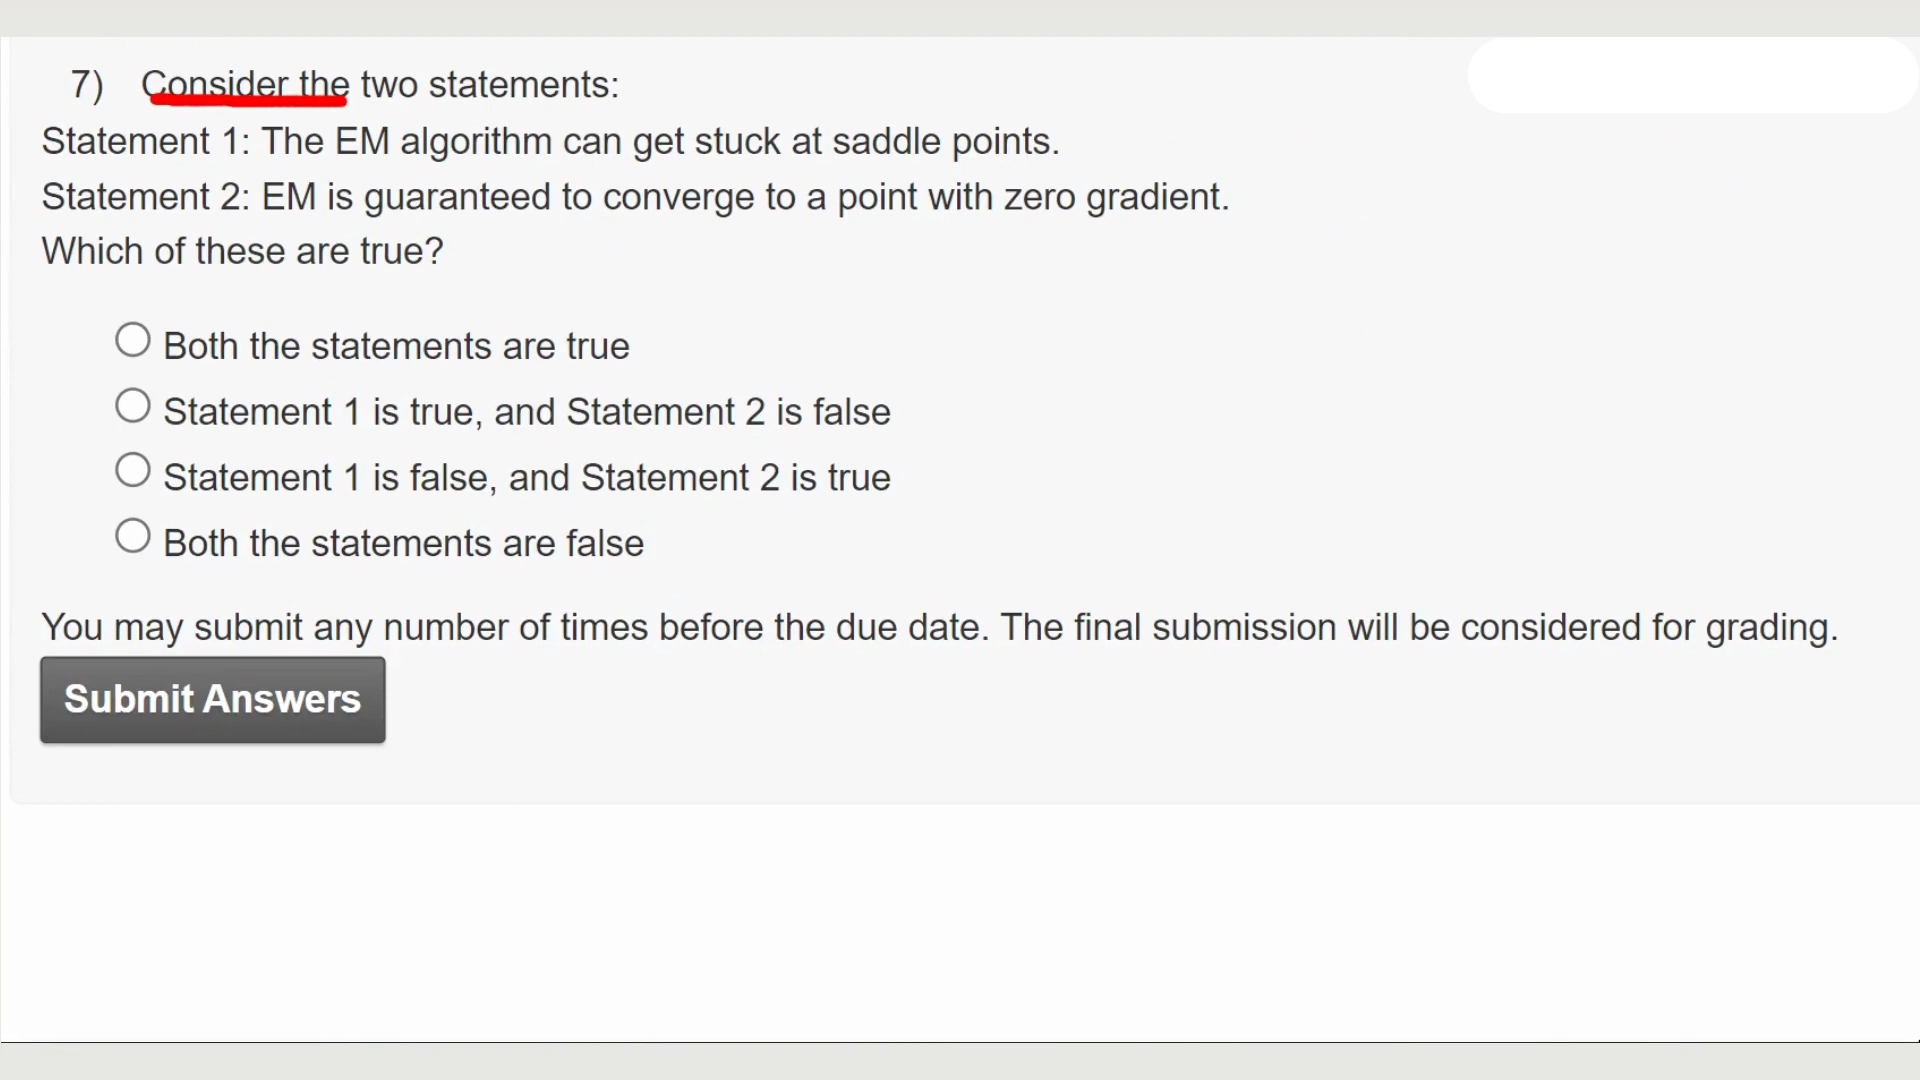 7) Consider the two statements:
Statement 1: The EM algorithm can get stuck at saddle points.
Statement 2: EM is guaranteed to converge to a point with zero gradient.
Which of these are true?
Both the statements are true
Statement 1 is true, and Statement 2 is false
Statement 1 is false, and Statement 2 is true
Both the statements are false
You may submit any number of times before the due date. The final submission will be considered for grading.
Submit Answers